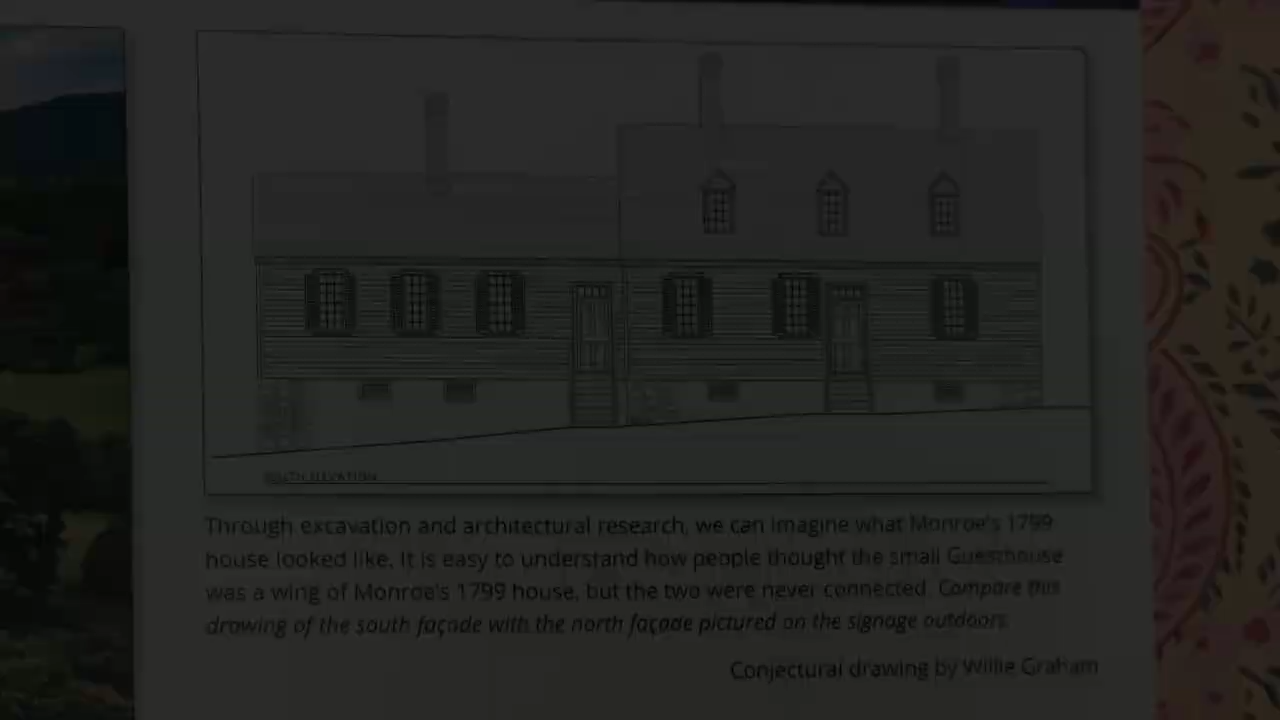 SOUTH ELEVATION
Through excavation and architectural research, we can imagine what Monroe's 1799
house looked like. It is easy to understand how people thought the small Guesthouse
was a wing of Monroe's 1799 house, but the two were never connected. Compare this
drawing of the south façade with the north façade pictured on the signage outdoors.
Conjectural drawing by Willie Graham